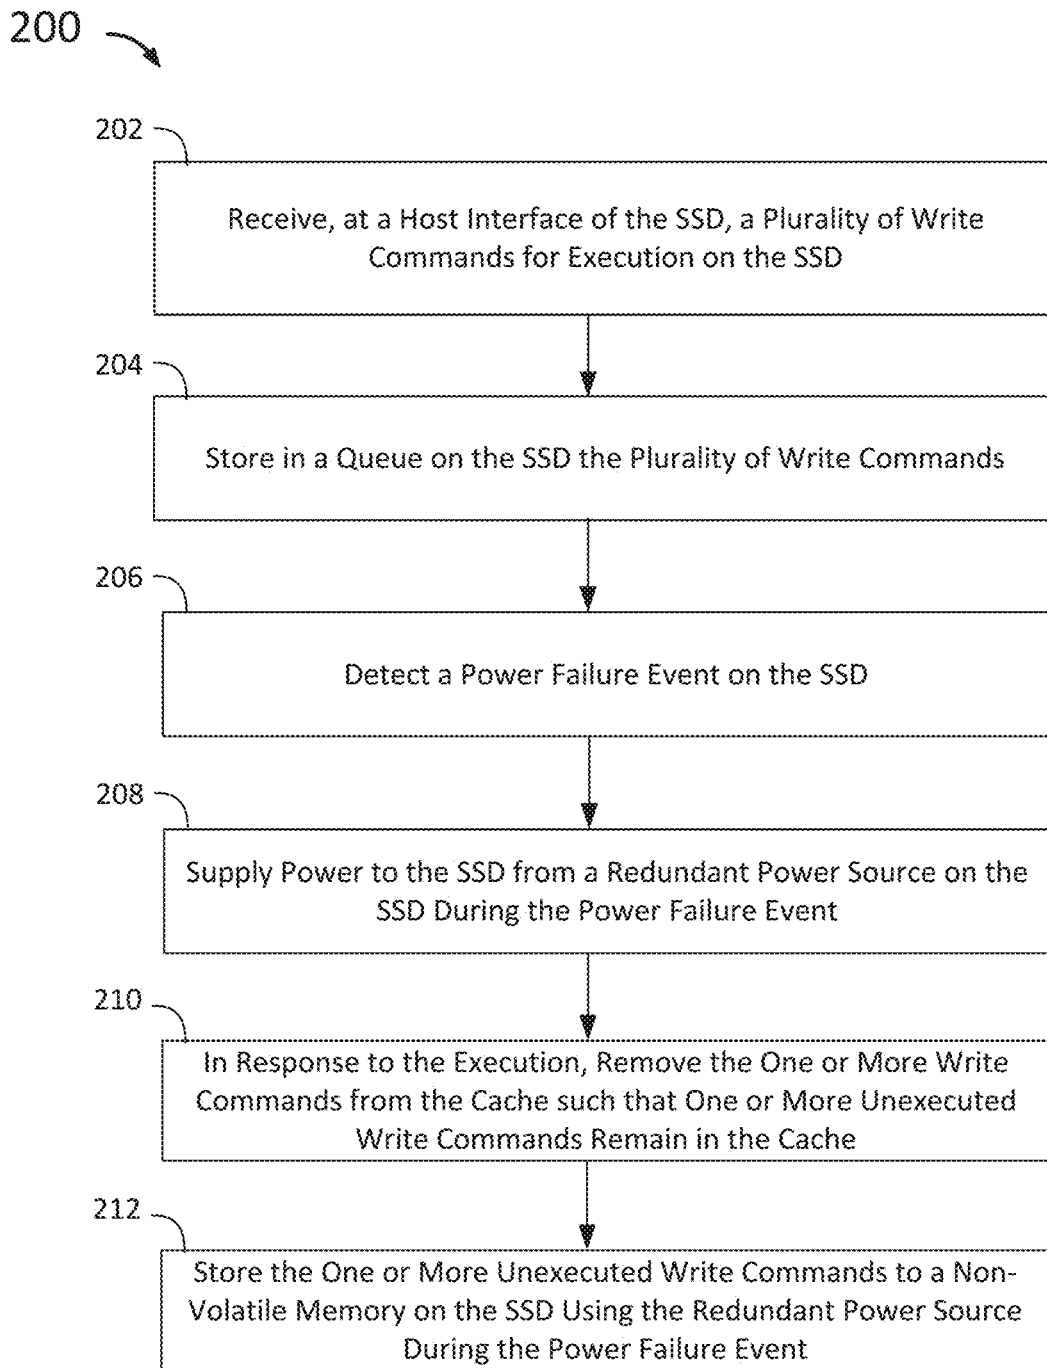 200
202
Receive, at a Host Interface of the SSD, a Plurality of Write
Commands for Execution on the SSD
204
Store in a Queue on the SSD the Plurality of Write Commands
206
Detect a Power Failure Event on the SSD
208
Supply Power to the SSD from a Redundant Power Source on the
SSD During the Power Failure Event
210
In Response to the Execution, Remove the One or More Write
Commands from the Cache such that One or More Unexecuted
Write Commands Remain in the Cache
212
Store the One or More Unexecuted Write Commands to a Non-
Volatile Memory on the SSD Using the Redundant Power Source
During the Power Failure Event